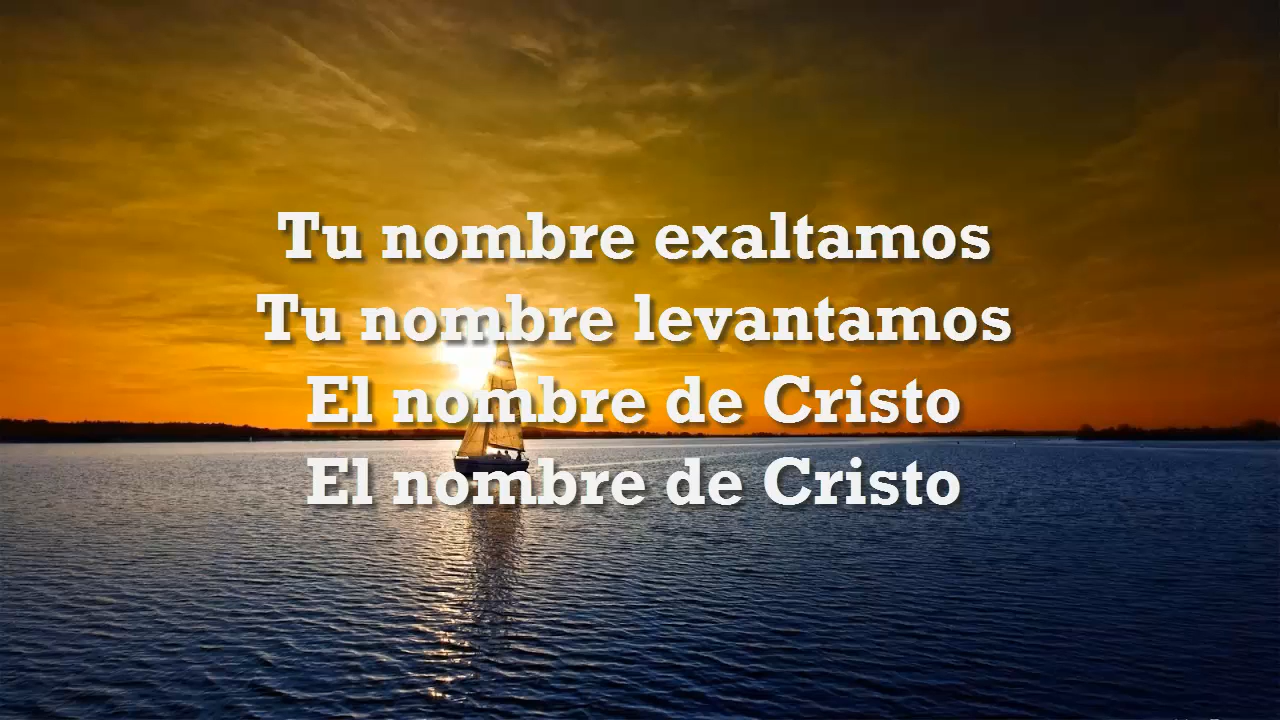 Tu nombre exaltamos
Tu nombre levantamos
El nombre de Cristo
El nombre de Cristo